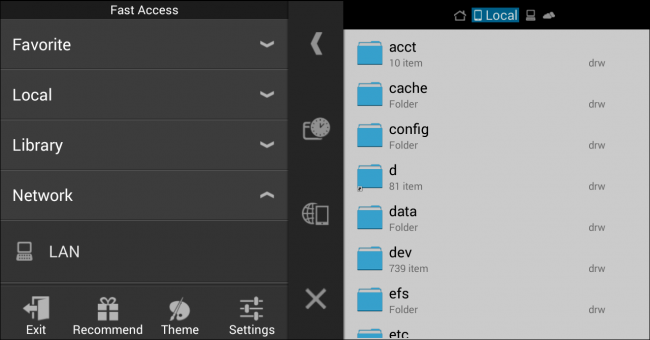 Fast Access
Favorite
Local
Library
Network
LAN
Exit
Recommend
Theme
Settings
Local
acct
10 item
drw
cache
Folder
drw
config
Folder
drw
d
81 item
drw
data
Folder
drw
dev
739 item
drw
efs
Folder
drw
etc